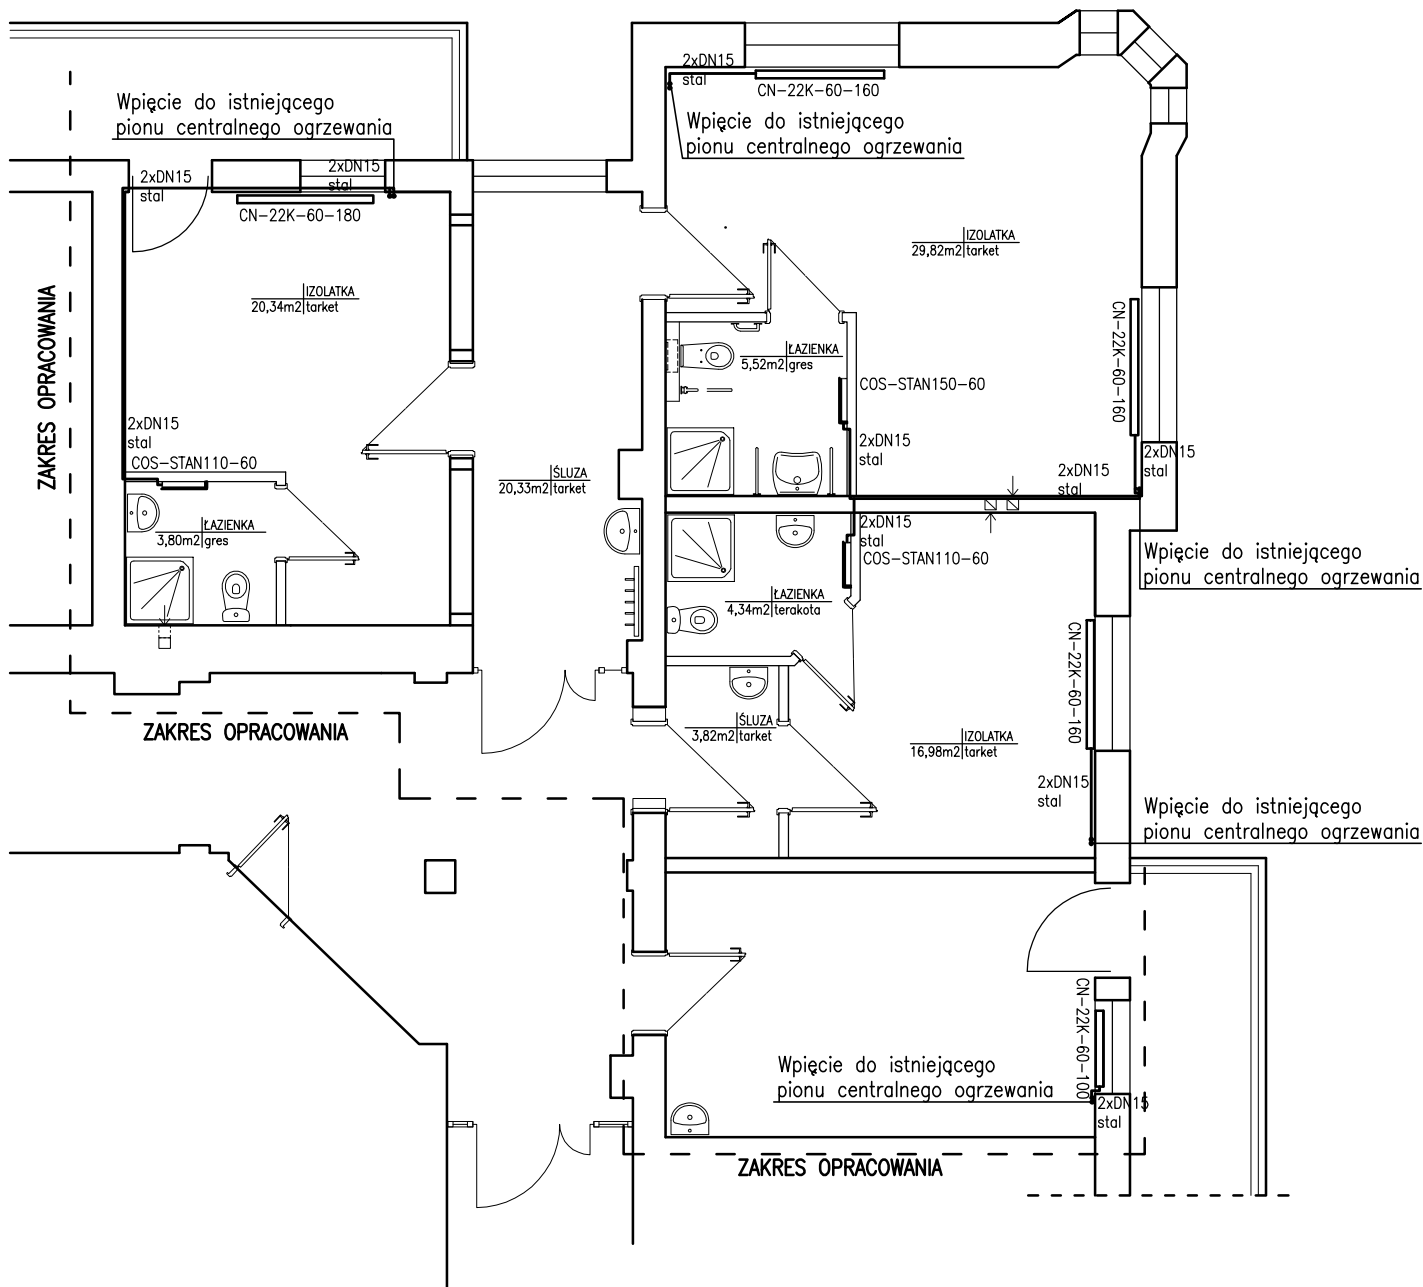 2xDN15
stal
CN-22K-60-160
Wpięcie do istniejącego
pionu centralnego ogrzewania
Wpięcie do istniejącego
pionu centralnego ogrzewania
2xDN15
stal
2xDN15
stal
CN-22K-60-180
IZOLATKA
29,82m2 tarket
IZOLATKA
20,34m2 tarket
ZAKRES OPRACOWANIA
CN-22K-60-160
ŁAZIENKA
5,52m2 gres
COS-STAN150-60
2xDN15
stal
2xDN15
stal
COS-STAN110-60
2xDN15
stal
2xDN15
stal
ŚLUZA
20,33m2 tarket
ŁAZIENKA
3,80m2 gres
2xDN15
stal
COS-STAN110-60
Wpięcie do istniejącego
pionu centralnego ogrzewania
ŁAZIENKA
4,34m2 terakota
CN-22K-60-160
ZAKRES OPRACOWANIA
ŚLUZA
3,82m2 tarket
IZOLATKA
16,98m2 tarket
2xDN15
stal
Wpięcie do istniejącego
pionu centralnego ogrzewania
CN-22K-60-100
Wpięcie do istniejącego
pionu centralnego ogrzewania
2xDN15
stal
ZAKRES OPRACOWANIA